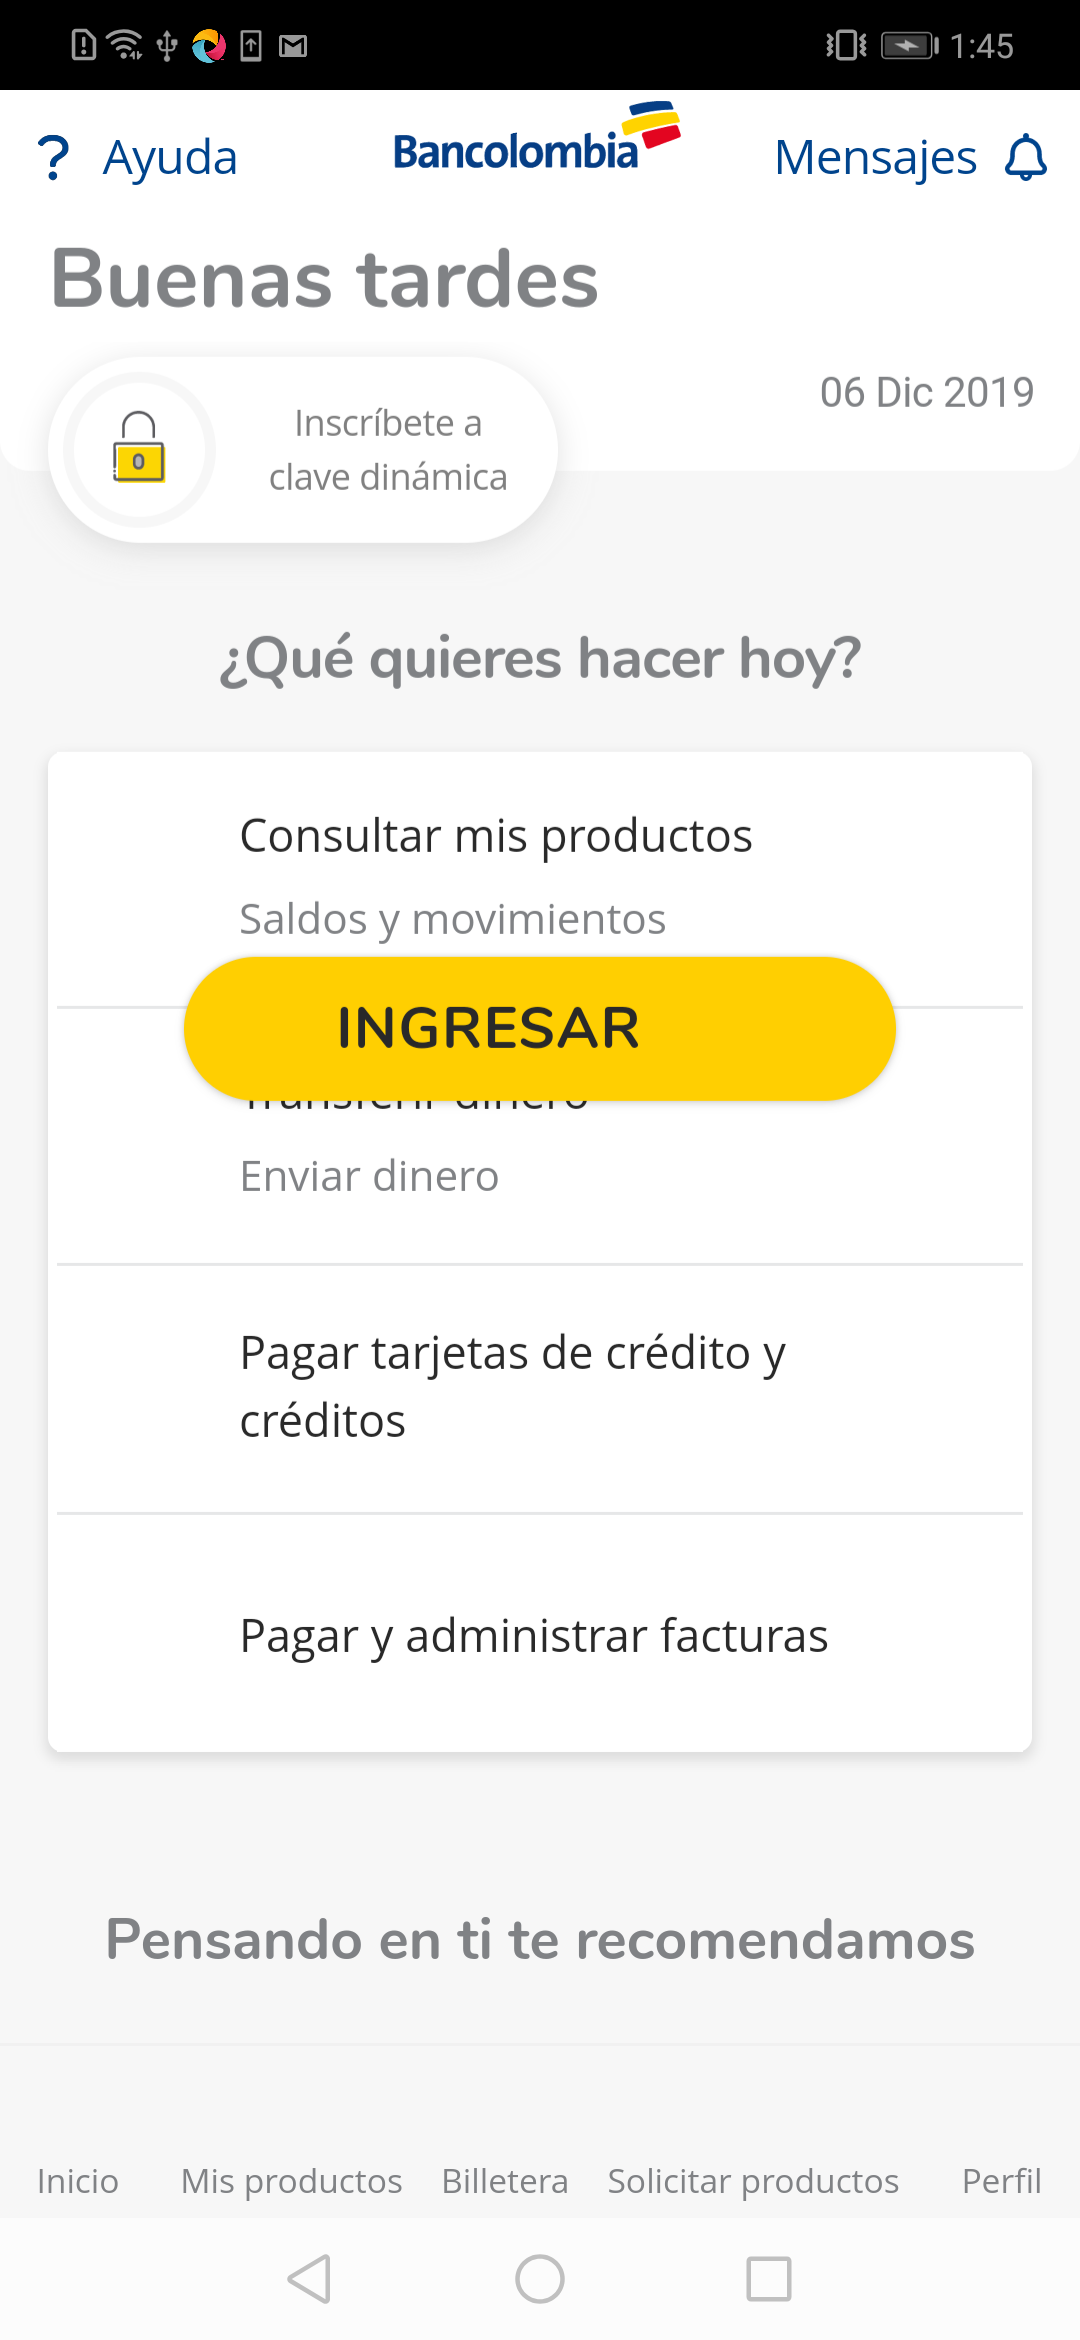 1:45
? Ayuda
Bancolombia
Mensajes
Buenas tardes
06 Dic 2019
Inscríbete a
clave dinámica
¿Qué quieres hacer hoy?
Consultar mis productos
Saldos y movimientos
INGRESAR
Transferir dinero
Enviar dinero
Pagar tarjetas de crédito y
créditos
Pagar y administrar facturas
Pensando en ti te recomendamos
Inicio
Mis productos
Billetera
Solicitar productos
Perfil